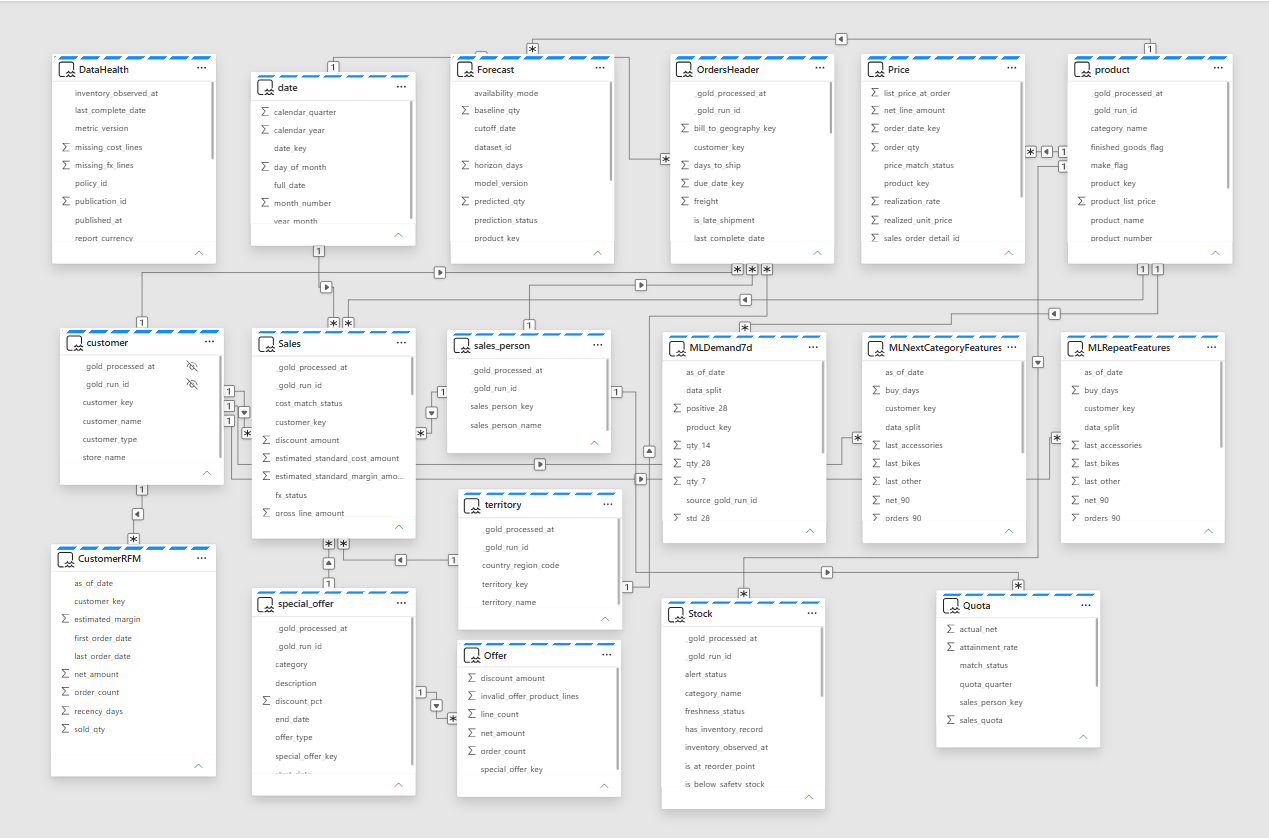 DataHealth
inventory_observed_at
last_complete_date
metric_version
missing_cost_lines
missing_fx_lines
policy_id
publication_id
published_at
report_currency
date
calendar_quarter
calendar_year
date_key
day_of_month
full_date
month_number
year_month
Forecast
availability_mode
baseline_qty
cutoff_date
dataset_id
horizon_days
model_version
predicted_qty
prediction_status
product_key
OrdersHeader
_gold_processed_at
_gold_run_id
bill_to_geography_key
customer_key
days_to_ship
due_date_key
freight
is_late_shipment
last_complete_date
Price
list_price_at_order
net_line_amount
order_date_key
order_qty
price_match_status
product_key
realization_rate
realized_unit_price
sales_order_detail_id
product
_gold_processed_at
_gold_run_id
category_name
finished_goods_flag
make_flag
product_key
product_list_price
product_name
product_number
customer
_gold_processed_at
_gold_run_id
customer_key
customer_name
customer_type
store_name
Sales
_gold_processed_at
_gold_run_id
cost_match_status
customer_key
discount_amount
estimated_standard_cost_amount
estimated_standard_margin_amo...
fx_status
gross_line_amount
sales_person
_gold_processed_at
_gold_run_id
sales_person_key
sales_person_name
MLDemand7d
as_of_date
data_split
positive_28
product_key
qty_14
qty_28
qty_7
source_gold_run_id
std_28
MLNextCategoryFeatures
as_of_date
buy_days
customer_key
data_split
last_accessories
last_bikes
last_other
net_90
orders_90
MLRepeatFeatures
as_of_date
buy_days
customer_key
data_split
last_accessories
last_bikes
last_other
net_90
orders_90
CustomerRFM
as_of_date
customer_key
estimated_margin
first_order_date
last_order_date
net_amount
order_count
recency_days
sold_qty
special_offer
_gold_processed_at
_gold_run_id
category
description
discount_pct
end_date
offer_type
special_offer_key
territory
_gold_processed_at
_gold_run_id
country_region_code
territory_key
territory_name
Offer
discount_amount
invalid_offer_product_lines
line_count
net_amount
order_count
special_offer_key
Stock
_gold_processed_at
_gold_run_id
alert_status
category_name
freshness_status
has_inventory_record
inventory_observed_at
is_at_reorder_point
is_below_safety_stock
Quota
actual_net
attainment_rate
match_status
quota_quarter
sales_person_key
sales_quota